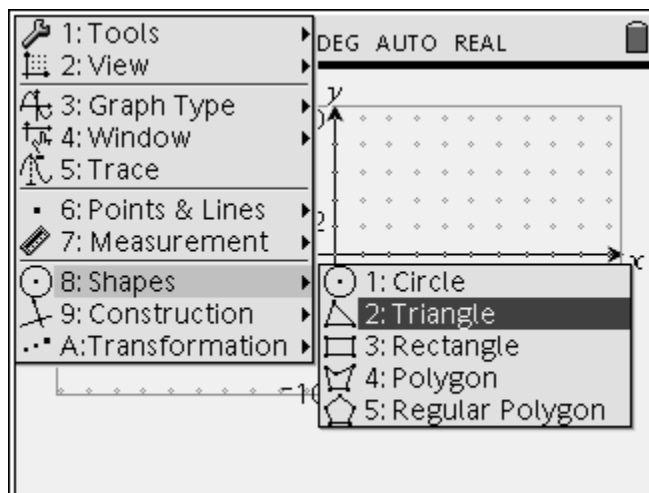 1: Tools
DEG AUTO REAL
2: View
3: Graph Type
y
4: Window
5: Trace
6: Points & Lines
2
7: Measurement
x
8: Shapes
1: Circle
9: Construction
2: Triangle
A:Transformation
3: Rectangle
4: Polygon
5: Regular Polygon